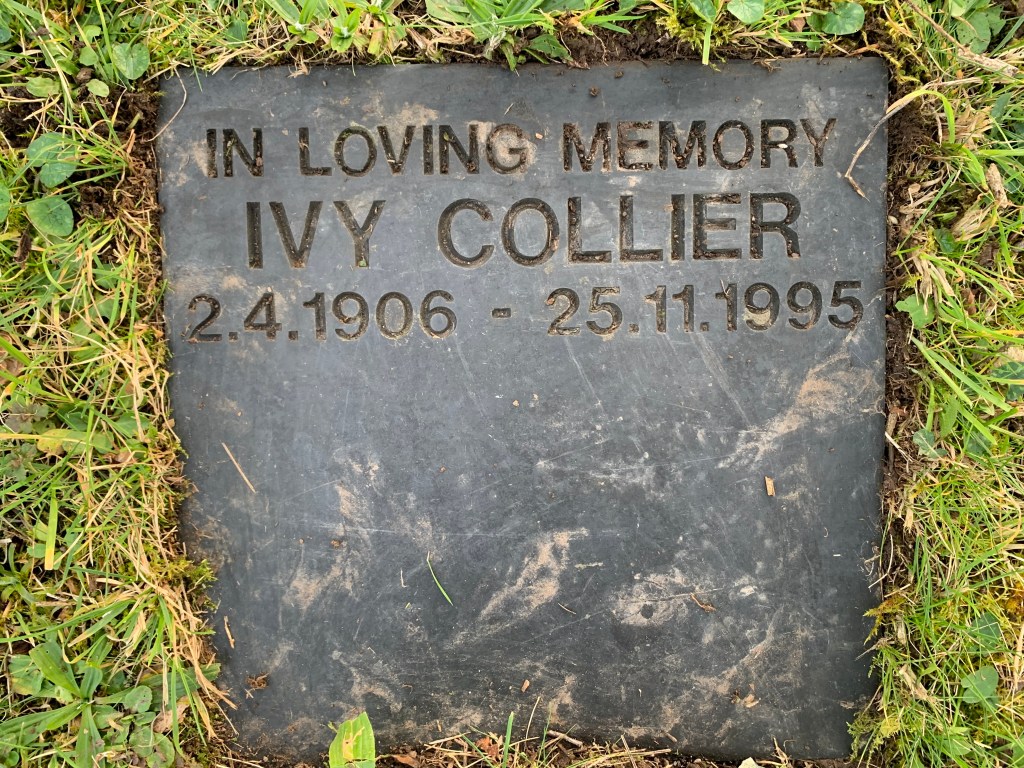 IN LOVING MEMORY
IVY COLLIER
2.4.1906 - 25.11.1995